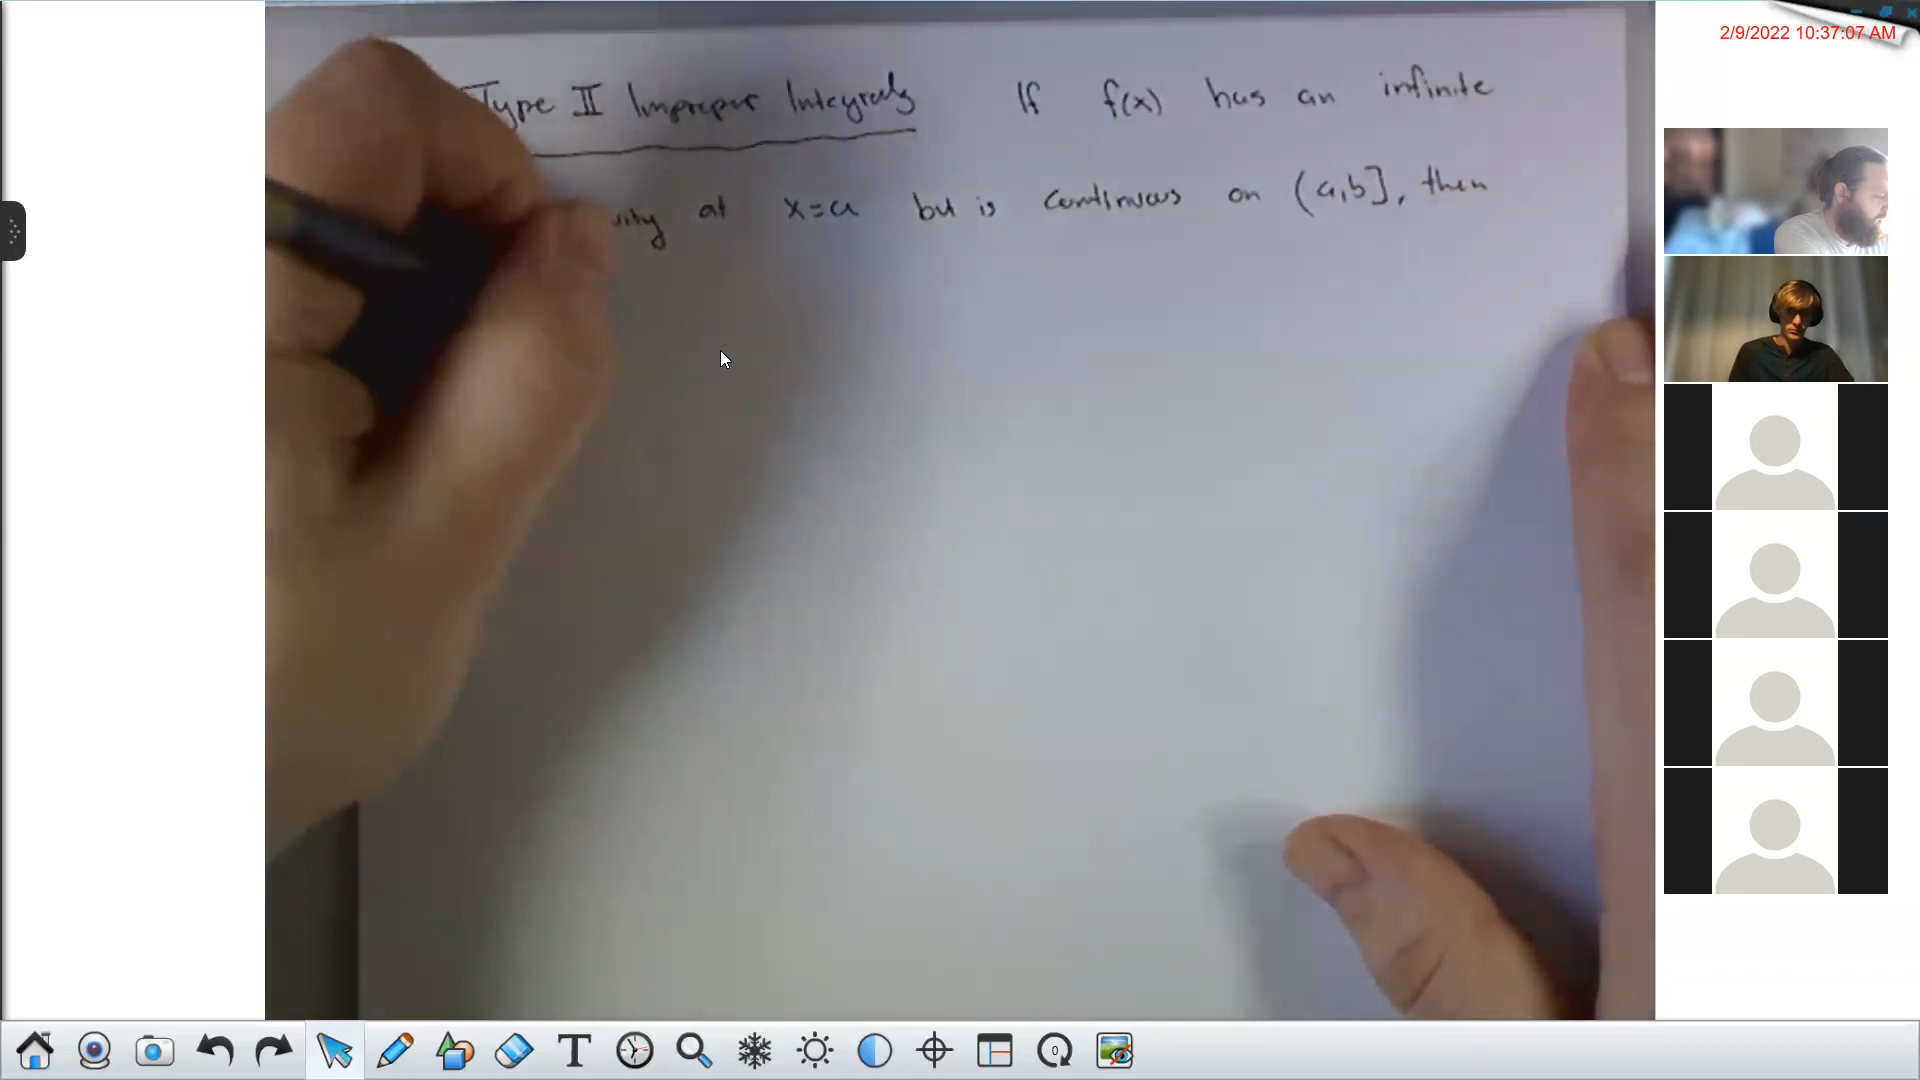 2/9/2022 10:37:07 AM
Type II Improper Integrals If f(x) has an infinite
at x=a but is continuous on (a,b], then
T
0